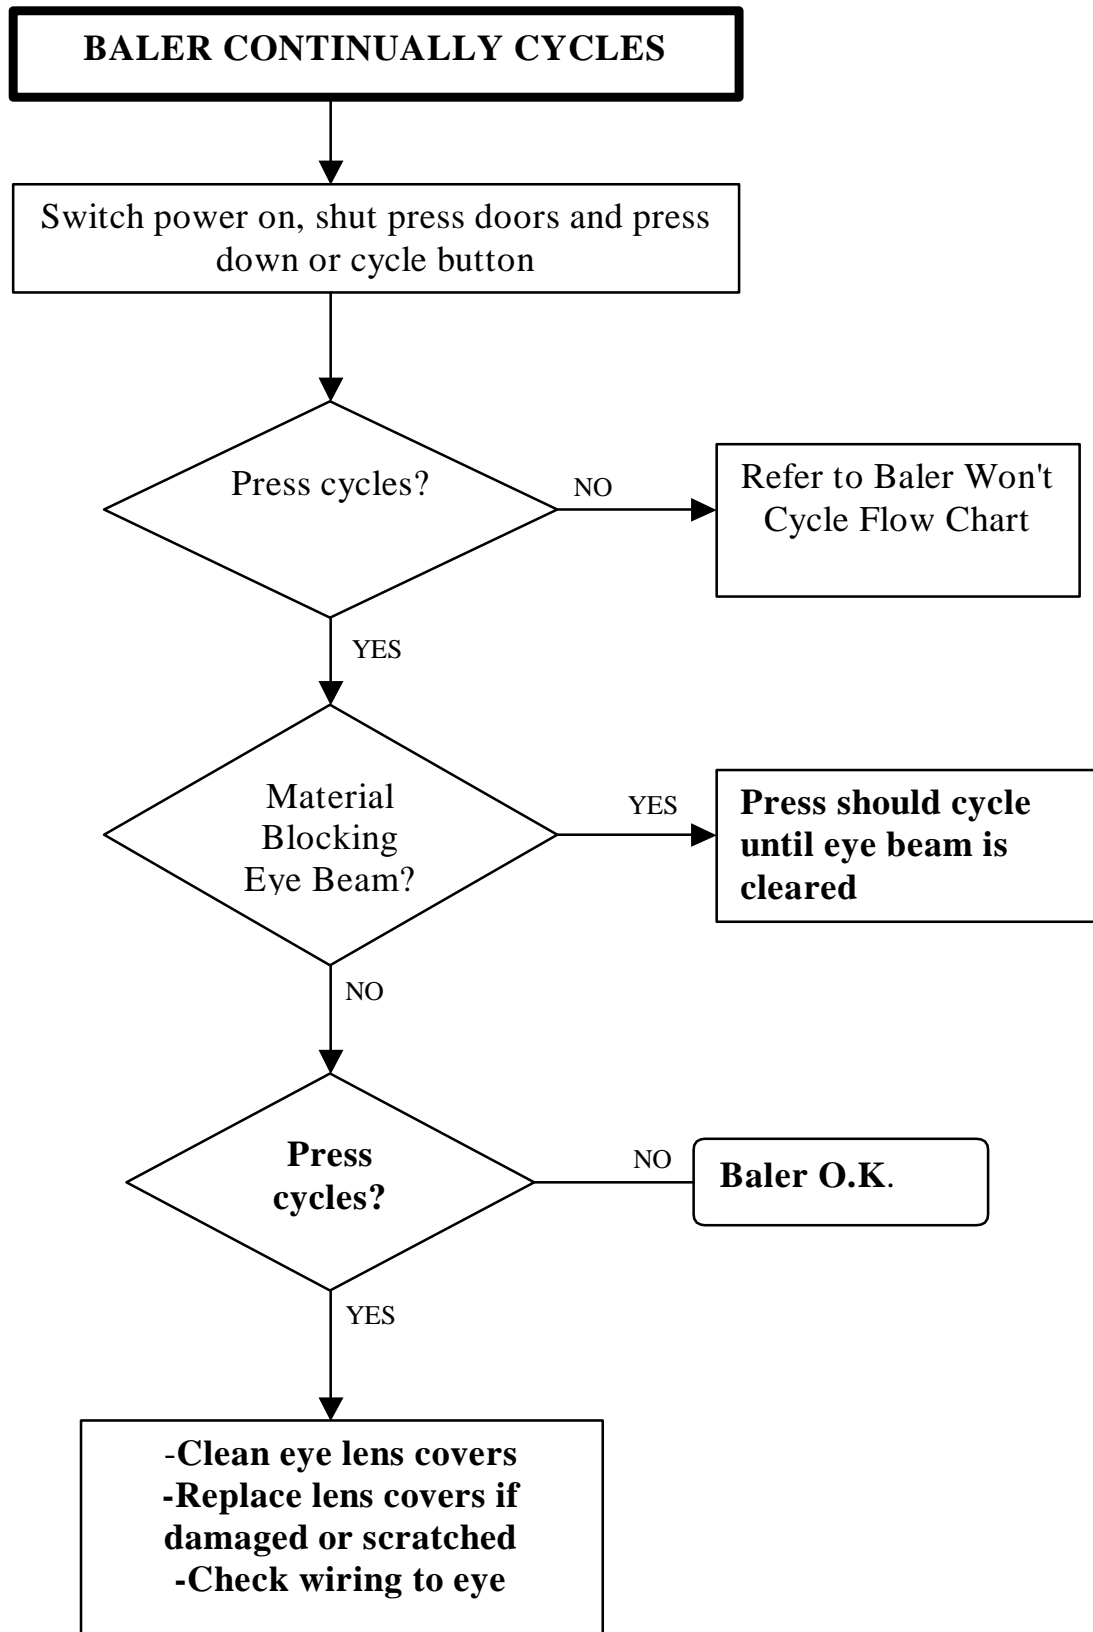 BALER CONTINUALLY CYCLES
Switch power on, shut press doors and press
down or cycle button
Press cycles?
NO
Refer to Baler Won't
Cycle Flow Chart
YES
Material
Blocking
Eye Beam?
YES
Press should cycle
until eye beam is
cleared
NO
Press
cycles?
NO
Baler O.K.
YES
-Clean eye lens covers
-Replace lens covers if
damaged or scratched
-Check wiring to eye